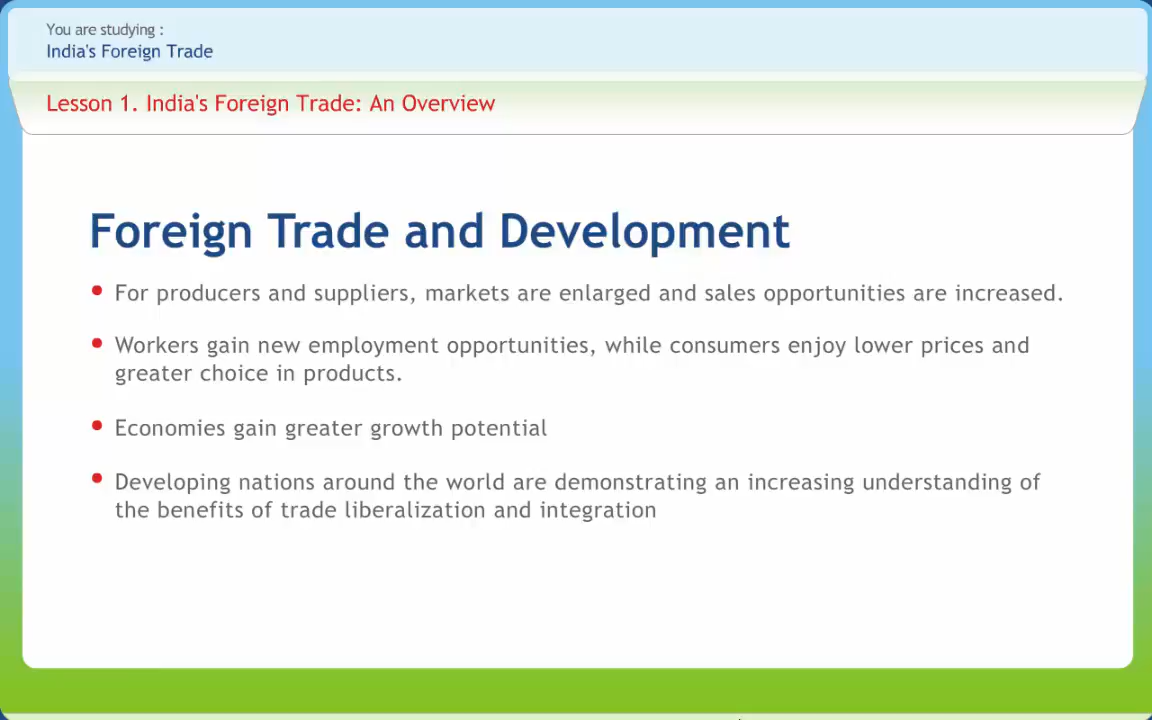 You are studying :
India's Foreign Trade
Lesson 1. India's Foreign Trade: An Overview
Foreign Trade and Development
• For producers and suppliers, markets are enlarged and sales opportunities are increased.
• Workers gain new employment opportunities, while consumers enjoy lower prices and
greater choice in products.
• Economies gain greater growth potential
• Developing nations around the world are demonstrating an increasing understanding of
the benefits of trade liberalization and integration